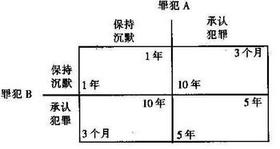 罪犯A
保持 承认
沉默 犯罪
1年 3个月
保持
沉默
1年 10年
罪犯B
10年 5年
承认
犯罪
3个月 5年